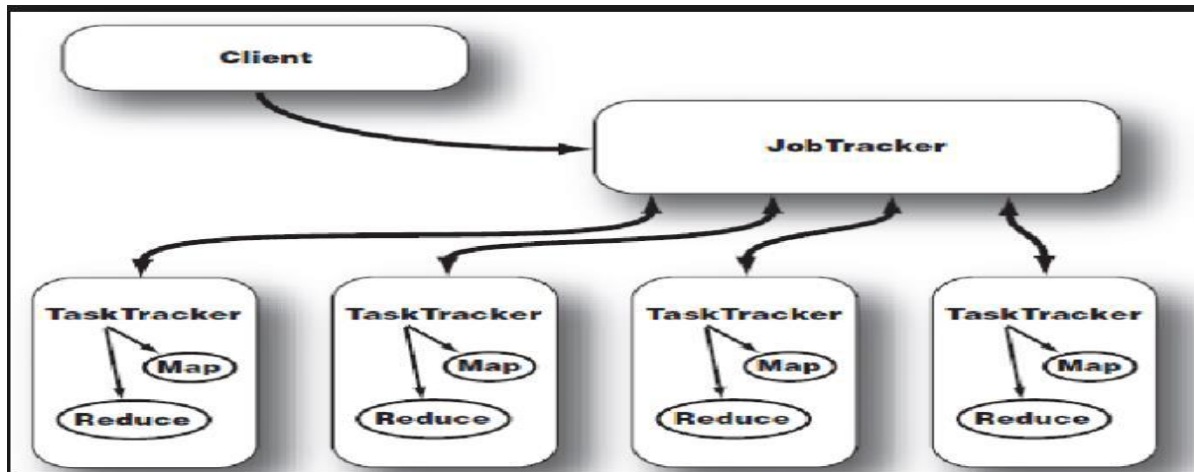 Client
JobTracker
TaskTracker
Map
Reduce
TaskTracker
Map
Reduce
TaskTracker
Map
Reduce
TaskTracker
Map
Reduce